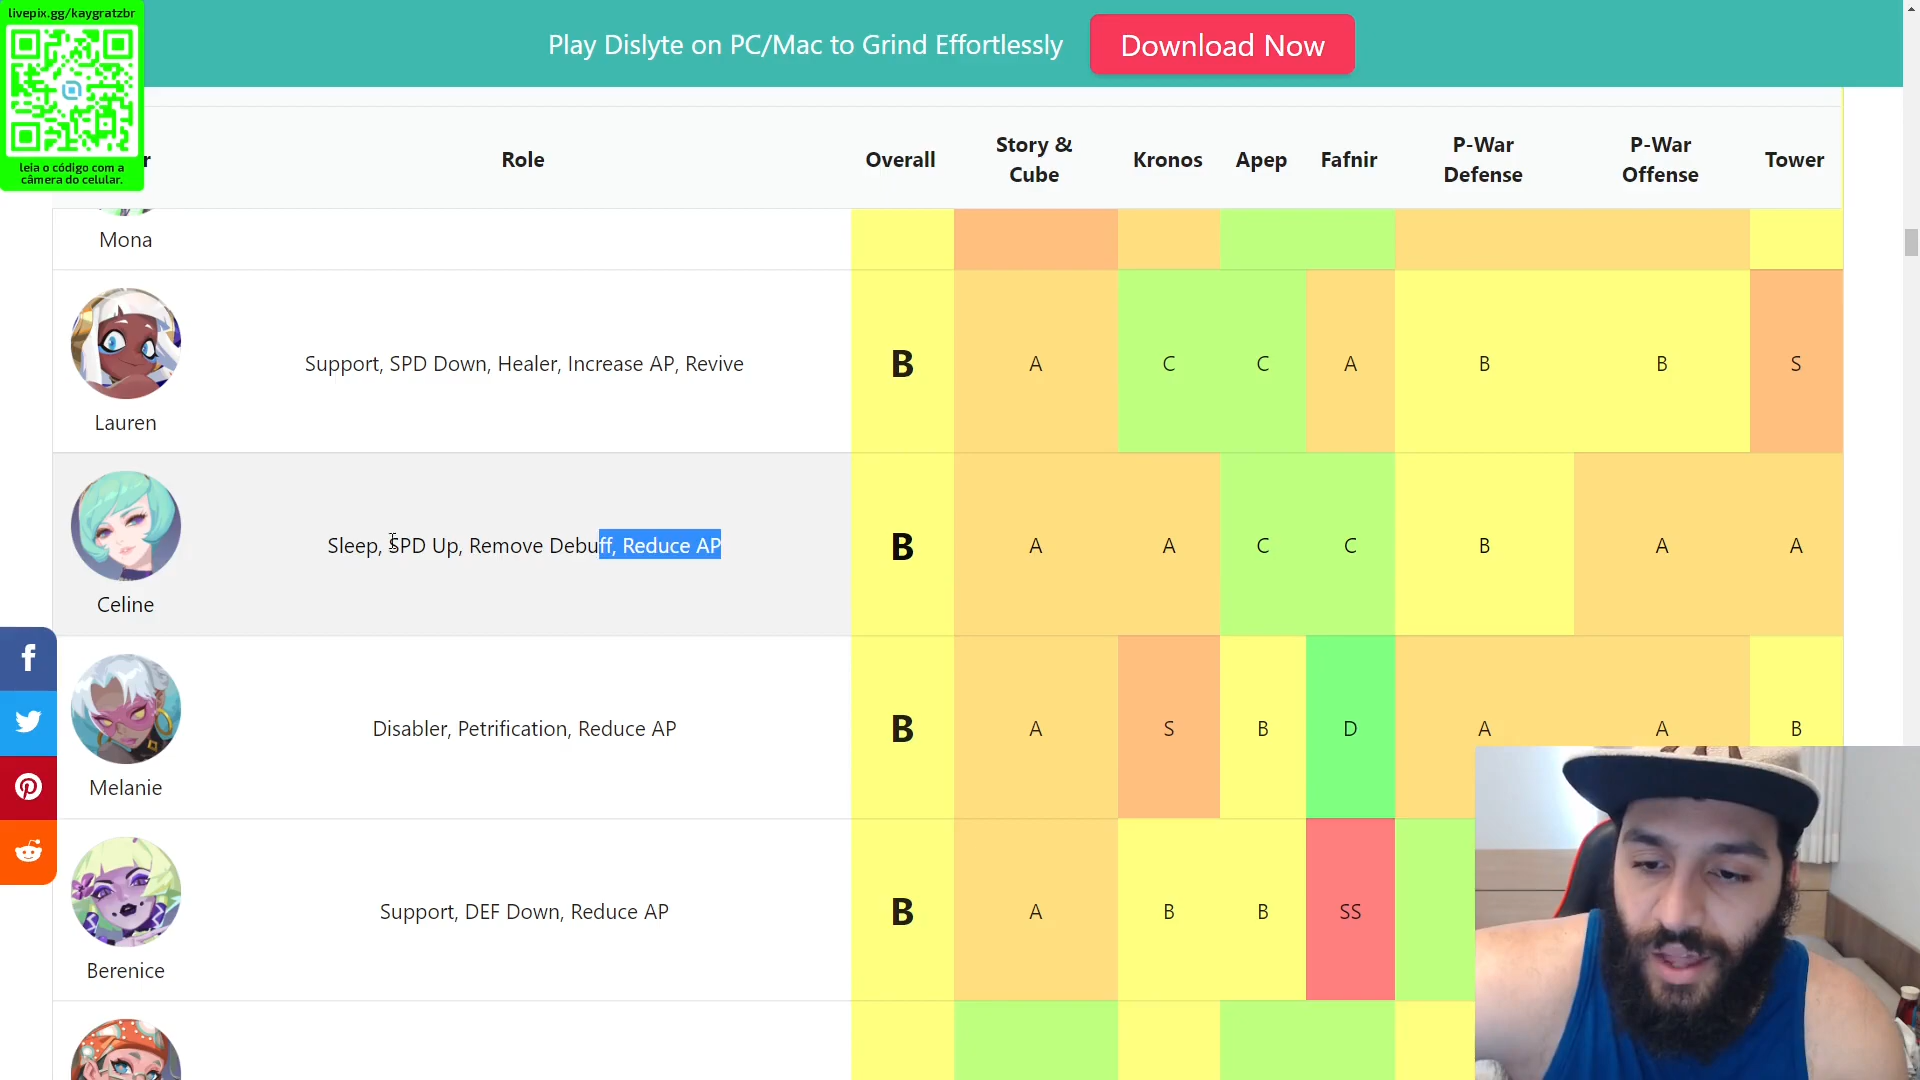 livepix.gg/kaygratzbr
leia o código com a
câmera do celular.
Play Dislyte on PC/Mac to Grind Effortlessly
Download Now
r
Role
Overall
Story &
Cube
Kronos
Apep
Fafnir
P-War
Defense
P-War
Offense
Tower
Mona
Lauren
Support, SPD Down, Healer, Increase AP, Revive
B
A
C
C
A
B
B
S
Celine
Sleep, SPD Up, Remove Debuff, Reduce AP
B
A
A
C
C
B
A
A
Melanie
Disabler, Petrification, Reduce AP
B
A
S
B
D
A
A
B
Berenice
Support, DEF Down, Reduce AP
B
A
B
B
SS